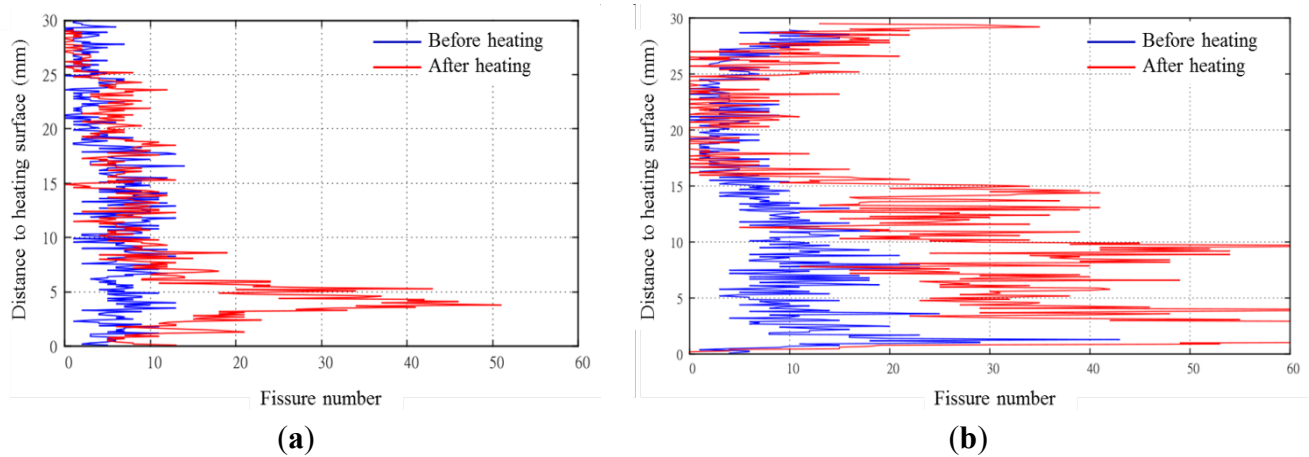 Distance to heating surface (mm)
30
25
20
15
10
5
0
Before heating
After heating
0 10 20 30 40 50 60
Fissure number
(a)
Distance to heating surface (mm)
30
25
20
15
10
5
0
Before heating
After heating
0 10 20 30 40 50 60
Fissure number
(b)